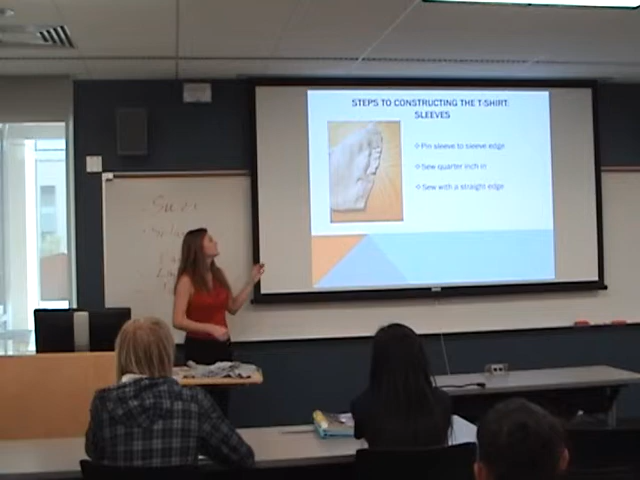 STEPS TO CONSTRUCTING THE T-SHIRT:
SLEEVES
❖Pin sleeve to sleeve edge
❖Sew quarter inch in
❖Sew with a straight edge